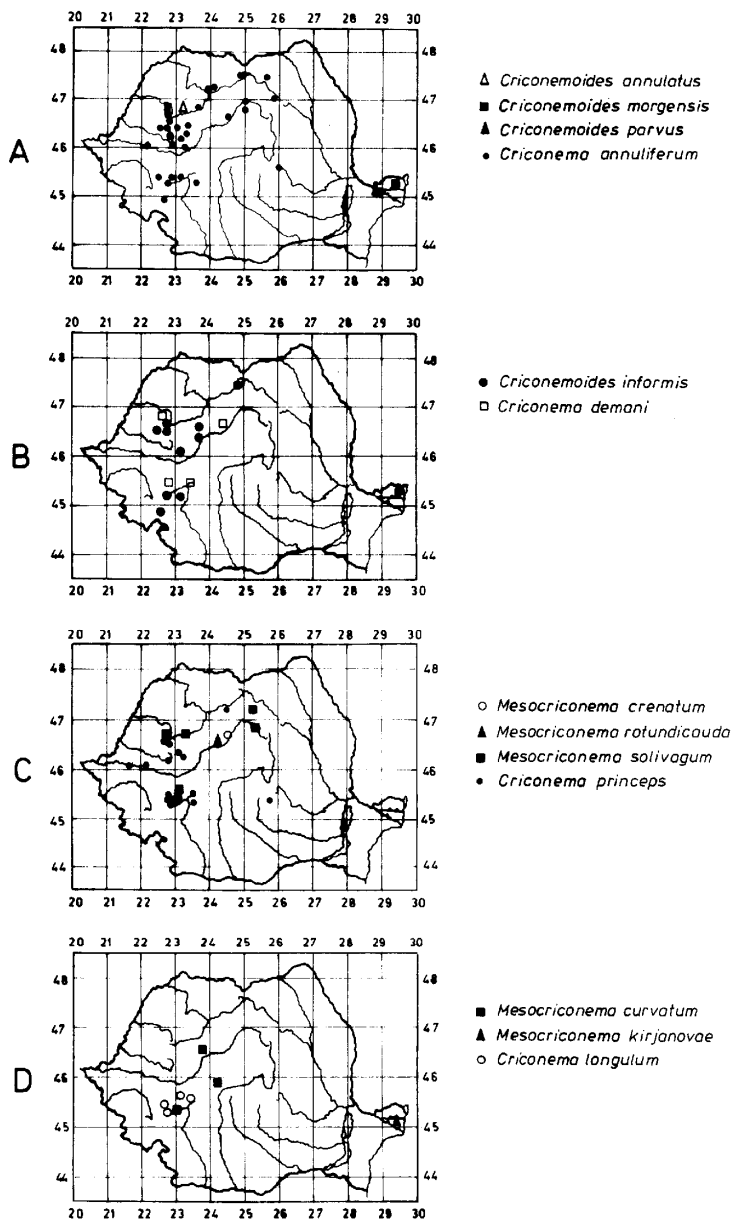 20 21 22 23 24 25 26 27 28 29 30
48
47
46
45
44
48
47
46
45
44
20 21 22 23 24 25 26 27 28 29 30
A
Criconemoides annulatus
Criconemoides morgensis
Criconemoides parvus
Criconema annuliferum
20 21 22 23 24 25 26 27 28 29 30
48
47
46
45
44
48
47
46
45
44
20 21 22 23 24 25 26 27 28 29 30
B
Criconemoides informis
Criconema demani
20 21 22 23 24 25 26 27 28 29 30
48
47
46
45
44
48
47
46
45
44
20 21 22 23 24 25 26 27 28 29 30
C
Mesocriconema crenatum
Mesocriconema rotundicauda
Mesocriconema solivagum
Criconema princeps
20 21 22 23 24 25 26 27 28 29 30
48
47
46
45
44
48
47
46
45
44
20 21 22 23 24 25 26 27 28 29 30
D
Mesocriconema curvatum
Mesocriconema kirjanovae
Criconema longulum